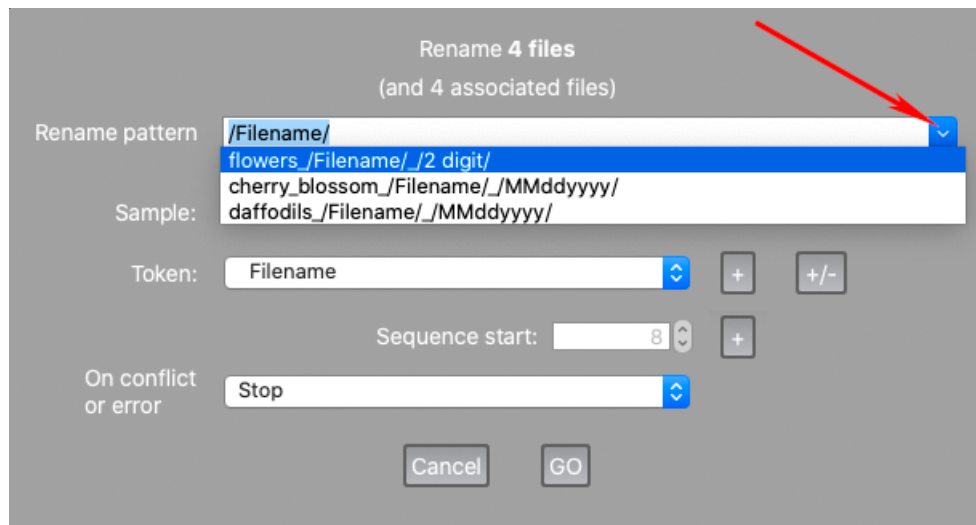 Rename 4 files
(and 4 associated files)
Rename pattern /Filename/
flowers_/Filename/_/2 digit/
cherry_blossom_/Filename/_/MMddyyyy/
Sample: daffodils_/Filename/_/MMddyyyy/
Token: Filename + +/-
Sequence start: 8 +
On conflict
or error Stop
Cancel GO